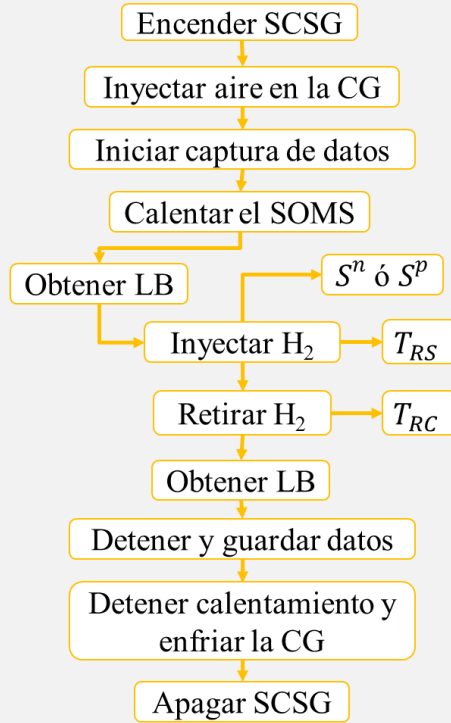 Encender SCSG
Inyectar aire en la CG
Iniciar captura de datos
Calentar el SOMS
Obtener LB
Sⁿ ó Sᵖ
Inyectar H₂
T_RS
Retirar H₂
T_RC
Obtener LB
Detener y guardar datos
Detener calentamiento y
enfriar la CG
Apagar SCSG